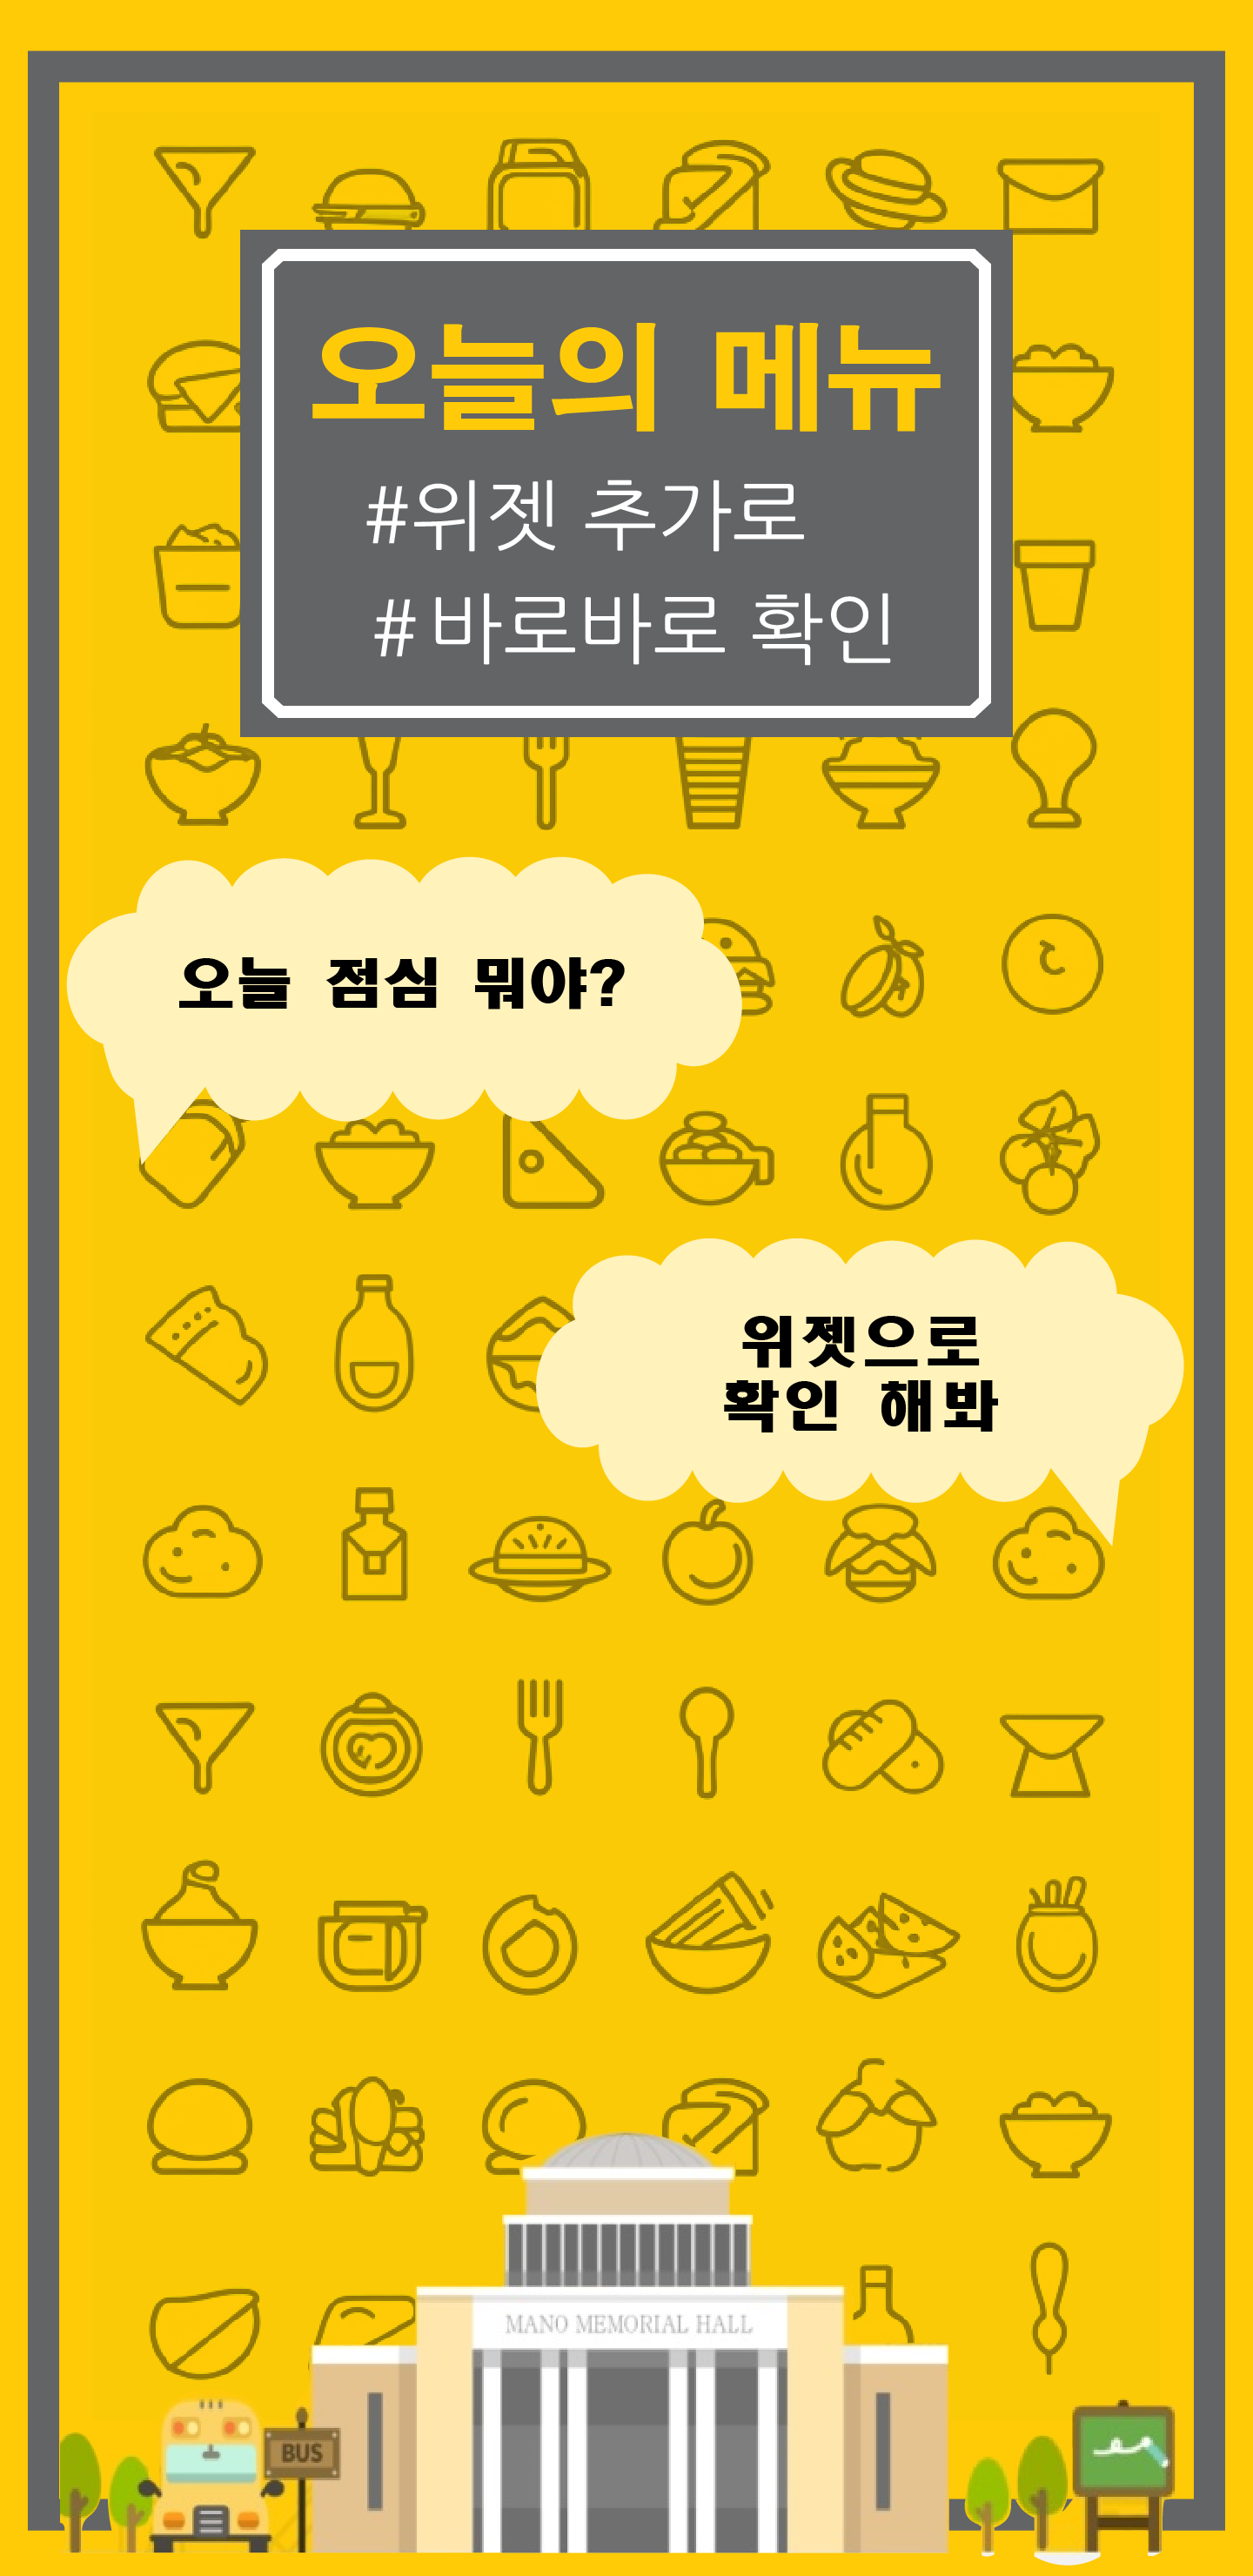 오늘의 메뉴
#위젯 추가로
# 바로바로 확인
오늘 점심 뭐야?
위젯으로
확인 해봐
MANO MEMORIAL HALL
BUS